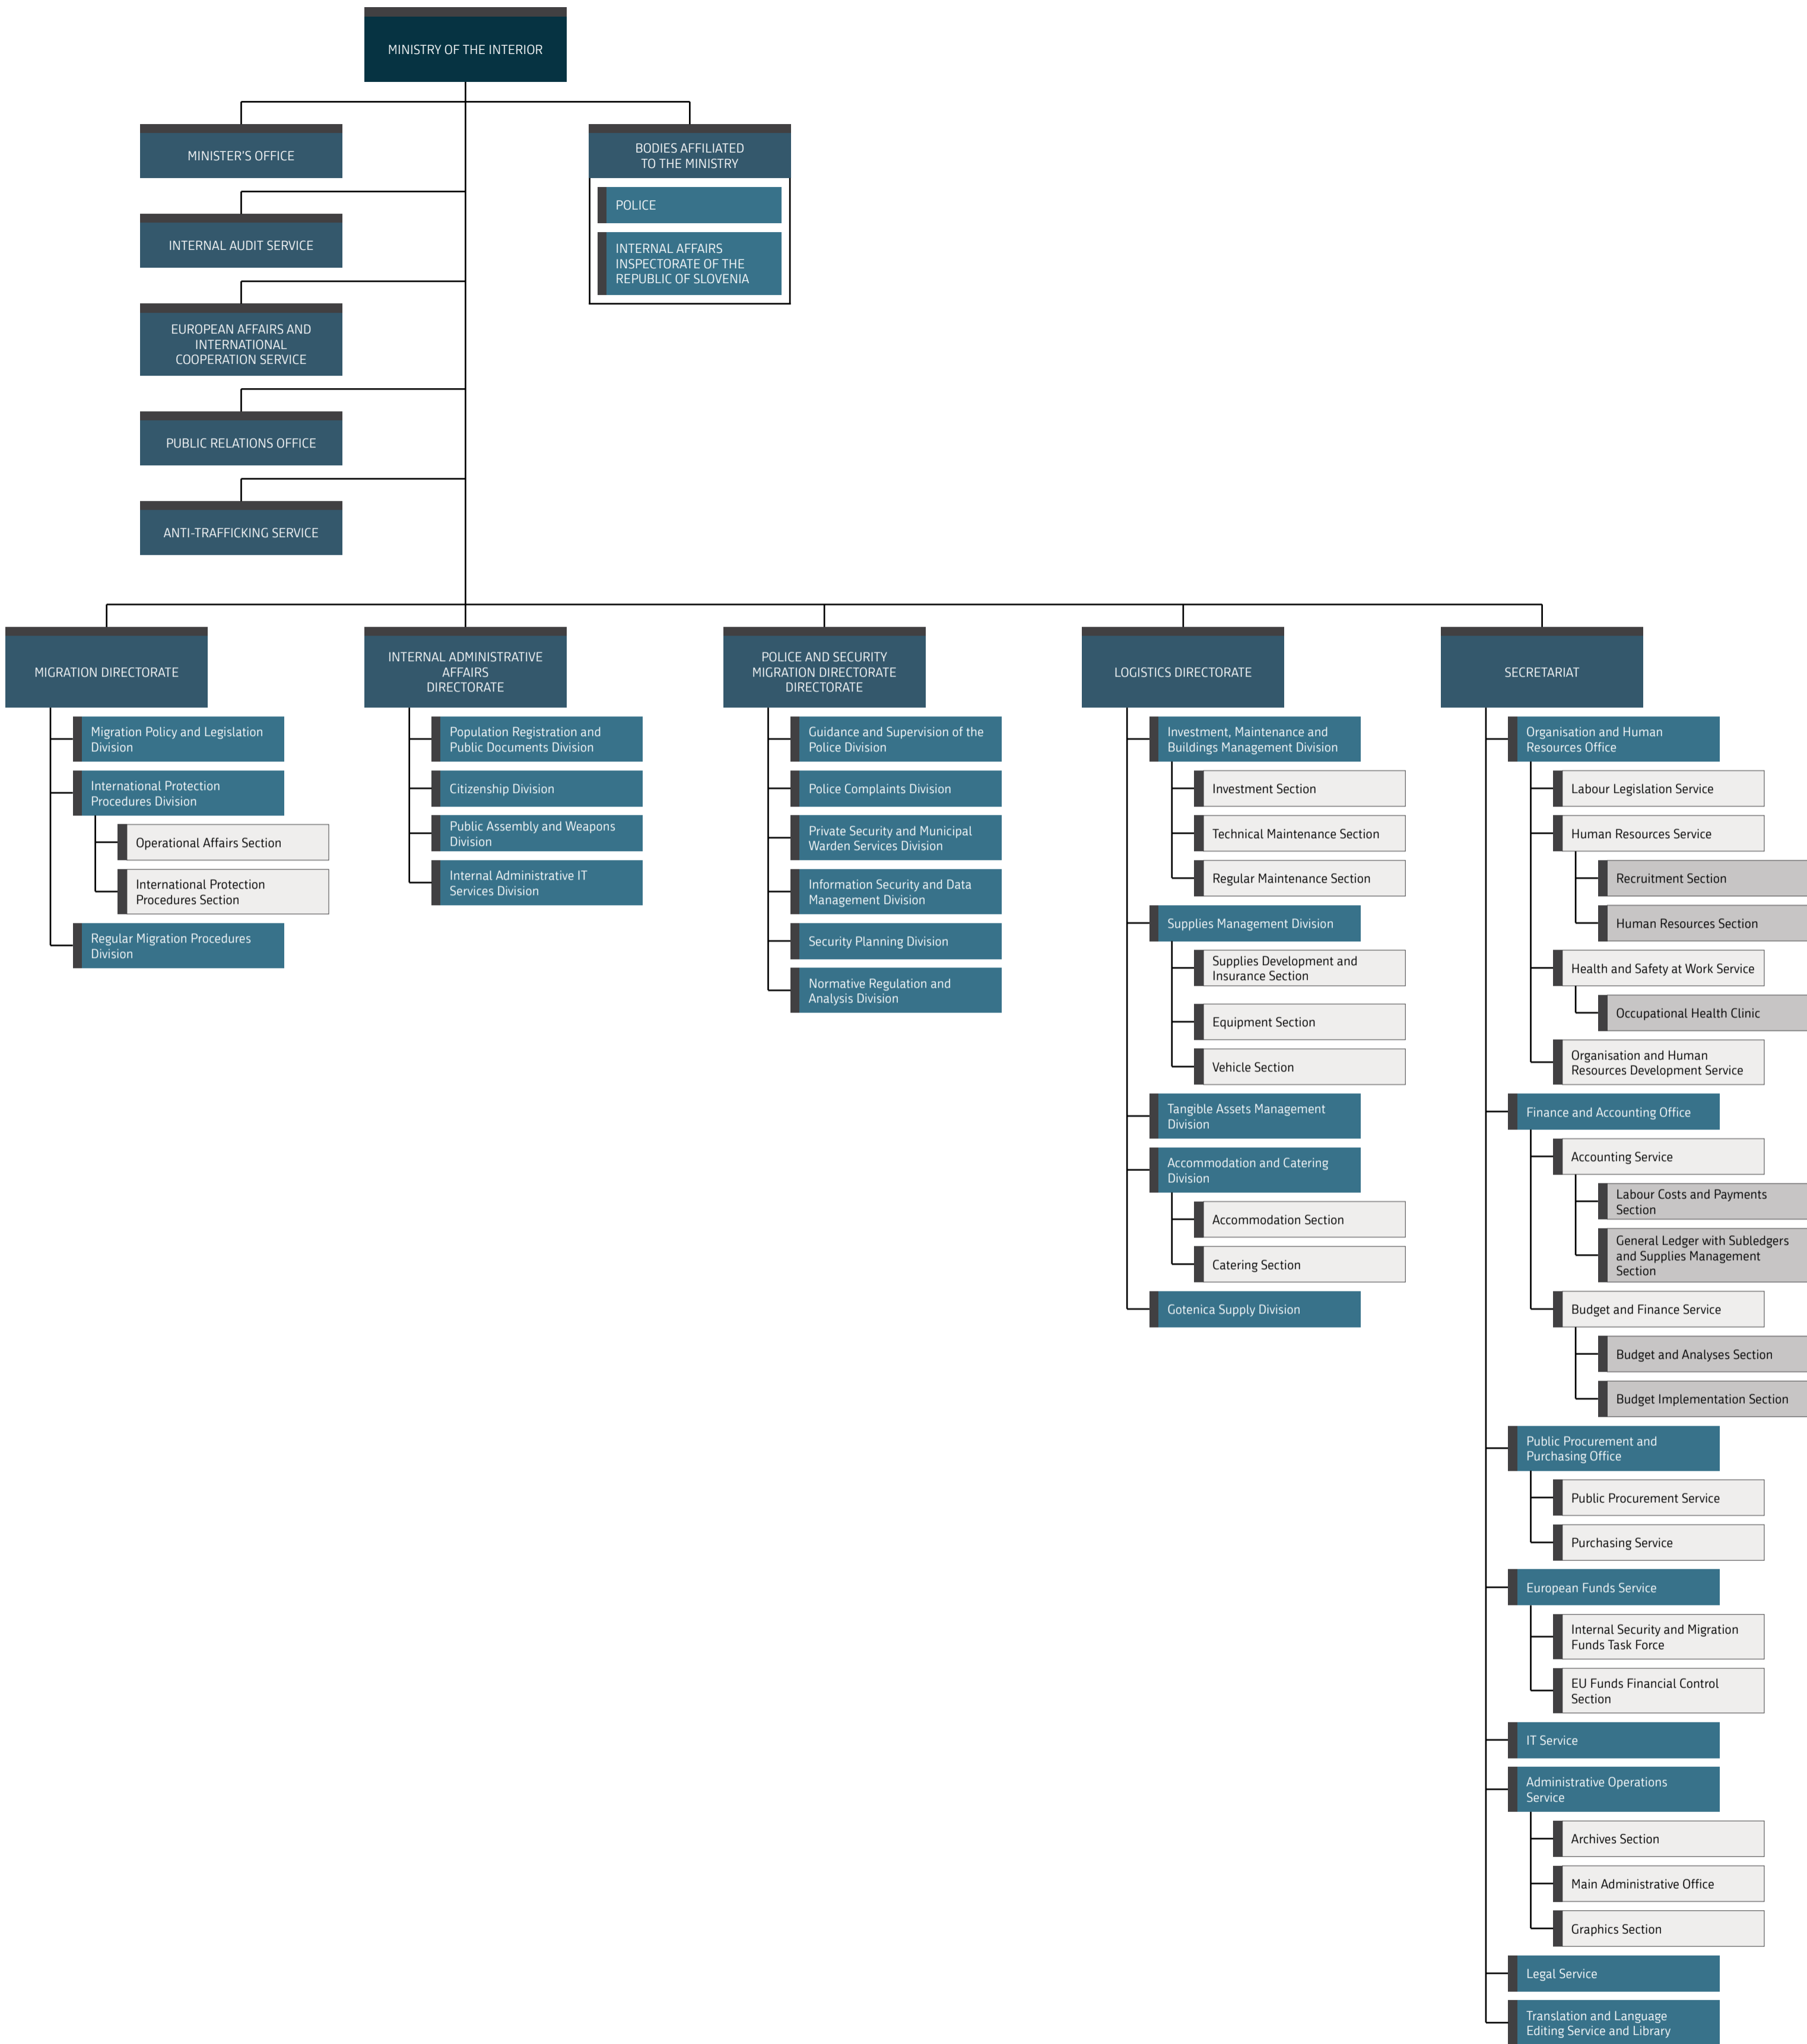 MINISTRY OF THE INTERIOR
MINISTER'S OFFICE
BODIES AFFILIATED
TO THE MINISTRY
POLICE
INTERNAL AFFAIRS
INSPECTORATE OF THE
REPUBLIC OF SLOVENIA
INTERNAL AUDIT SERVICE
EUROPEAN AFFAIRS AND
INTERNATIONAL
COOPERATION SERVICE
PUBLIC RELATIONS OFFICE
ANTI-TRAFFICKING SERVICE
MIGRATION DIRECTORATE
Migration Policy and Legislation
Division
International Protection
Procedures Division
Operational Affairs Section
International Protection
Procedures Section
Regular Migration Procedures
Division
INTERNAL ADMINISTRATIVE
AFFAIRS
DIRECTORATE
Population Registration and
Public Documents Division
Citizenship Division
Public Assembly and Weapons
Division
Internal Administrative IT
Services Division
POLICE AND SECURITY
MIGRATION DIRECTORATE
DIRECTORATE
Guidance and Supervision of the
Police Division
Police Complaints Division
Private Security and Municipal
Warden Services Division
Information Security and Data
Management Division
Security Planning Division
Normative Regulation and
Analysis Division
LOGISTICS DIRECTORATE
Investment, Maintenance and
Buildings Management Division
Investment Section
Technical Maintenance Section
Regular Maintenance Section
Supplies Management Division
Supplies Development and
Insurance Section
Equipment Section
Vehicle Section
Tangible Assets Management
Division
Accommodation and Catering
Division
Accommodation Section
Catering Section
Gotenica Supply Division
SECRETARIAT
Organisation and Human
Resources Office
Labour Legislation Service
Human Resources Service
Recruitment Section
Human Resources Section
Health and Safety at Work Service
Occupational Health Clinic
Organisation and Human
Resources Development Service
Finance and Accounting Office
Accounting Service
Labour Costs and Payments
Section
General Ledger with Subledgers
and Supplies Management
Section
Budget and Finance Service
Budget and Analyses Section
Budget Implementation Section
Public Procurement and
Purchasing Office
Public Procurement Service
Purchasing Service
European Funds Service
Internal Security and Migration
Funds Task Force
EU Funds Financial Control
Section
IT Service
Administrative Operations
Service
Archives Section
Main Administrative Office
Graphics Section
Legal Service
Translation and Language
Editing Service and Library